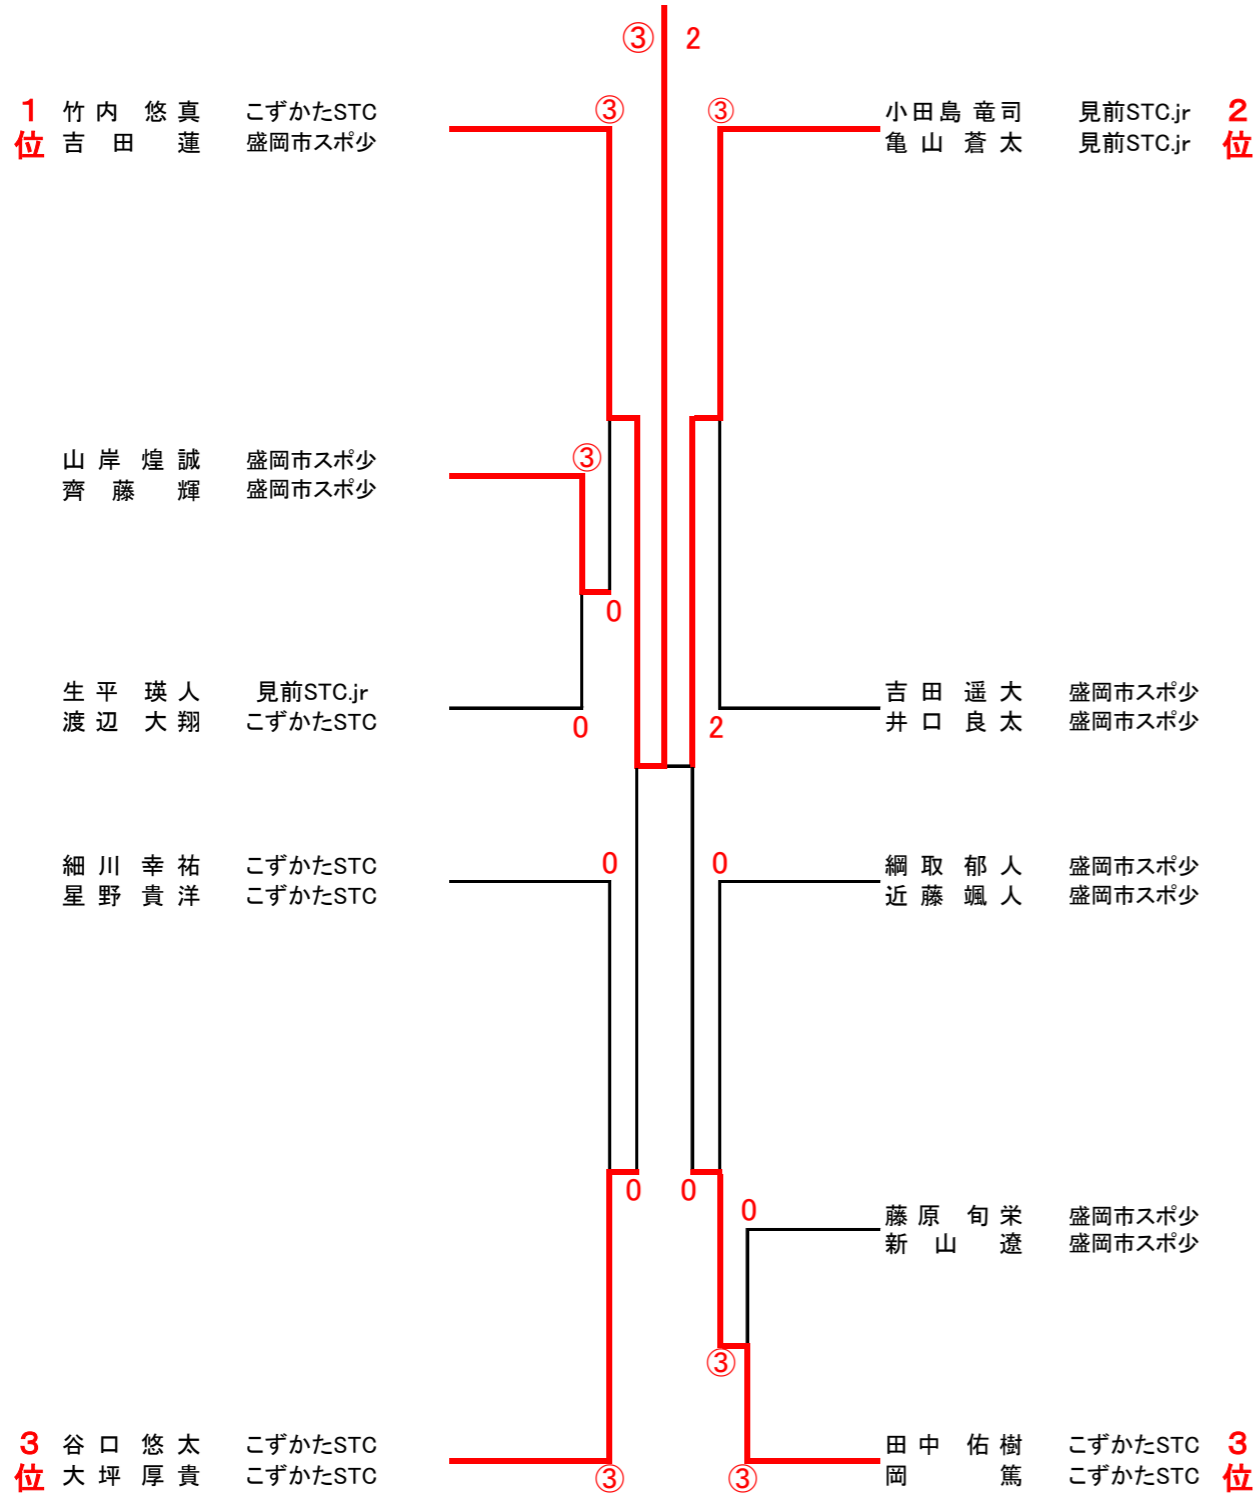 ③ 2
1位 竹内 悠真 こずかたSTC ③
吉田 蓮 盛岡市スポ少
③ 小田島 竜司 見前STC.jr 2位
亀山 蒼太 見前STC.jr
山岸 煌誠 盛岡市スポ少 ③
齊藤 輝 盛岡市スポ少
0
生平 瑛人 見前STC.jr
渡辺 大翔 こずかたSTC 0
吉田 遥大 盛岡市スポ少
2 井口 良太 盛岡市スポ少
細川 幸祐 こずかたSTC 0
星野 貴洋 こずかたSTC
0 綱取 郁人 盛岡市スポ少
近藤 颯人 盛岡市スポ少
0 0
0 藤原 旬栄 盛岡市スポ少
新山 遼 盛岡市スポ少
③
3位 谷口 悠太 こずかたSTC
大坪 厚貴 こずかたSTC ③
田中 佑樹 こずかたSTC 3位
③ 岡 篤 こずかたSTC